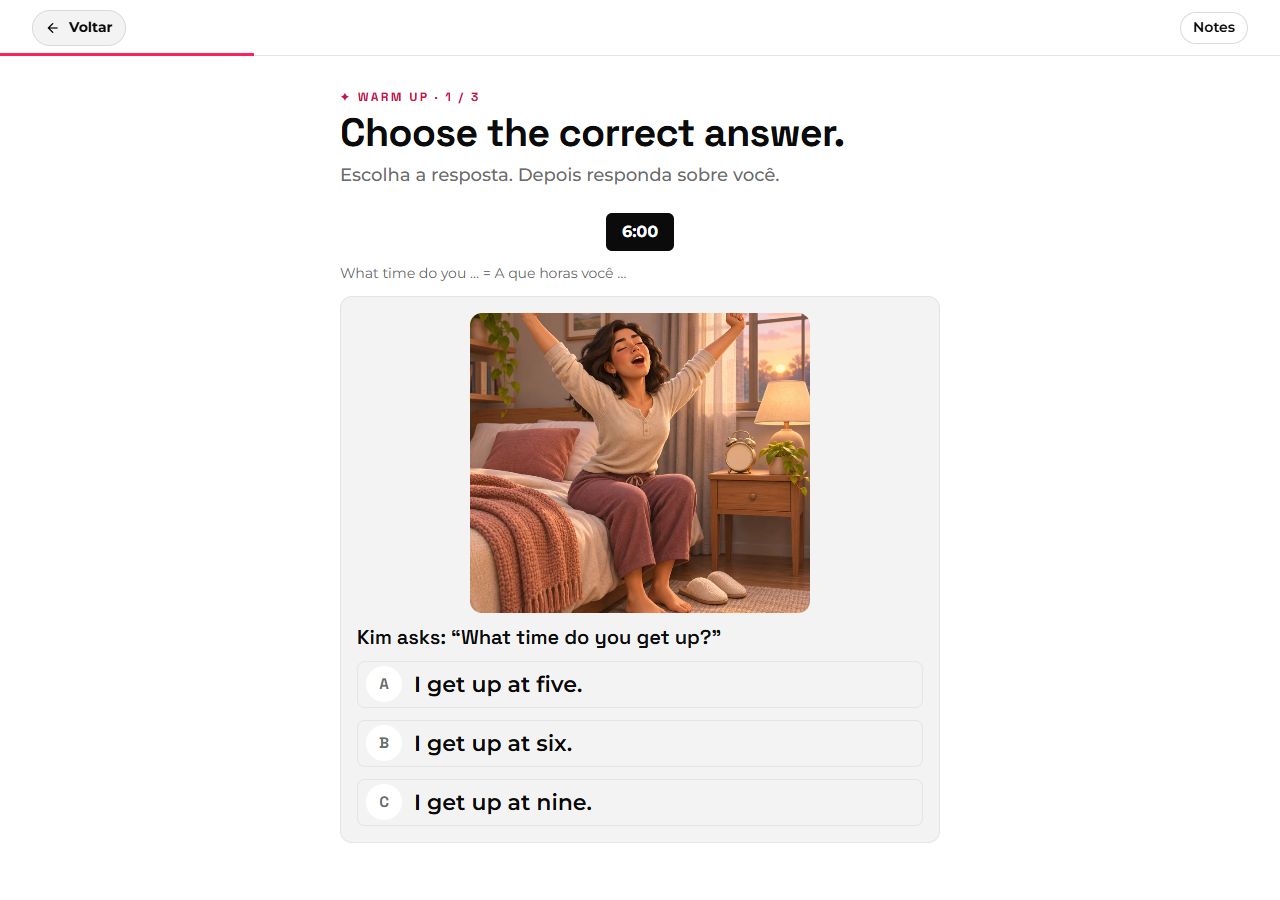 ← Voltar
Notes
✦ WARM UP · 1 / 3
Choose the correct answer.
Escolha a resposta. Depois responda sobre você.
6:00
What time do you ... = A que horas você ...
Kim asks: “What time do you get up?”
A I get up at five.
B I get up at six.
C I get up at nine.